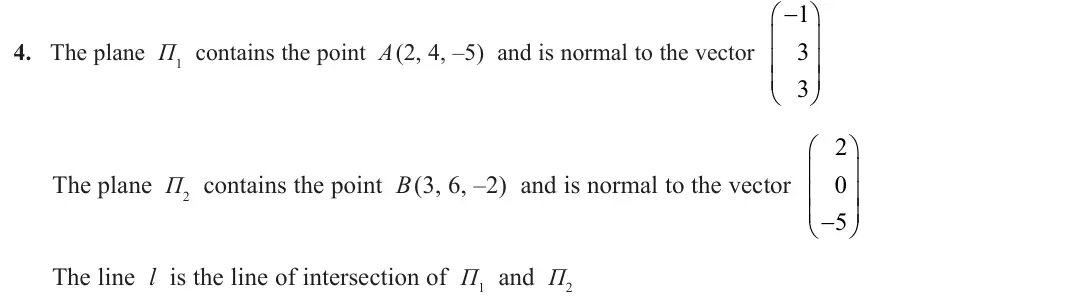 4. The plane Π₁ contains the point A(2, 4, –5) and is normal to the vector (−1 3 3)
The plane Π₂ contains the point B(3, 6, –2) and is normal to the vector (2 0 −5)
The line l is the line of intersection of Π₁ and Π₂